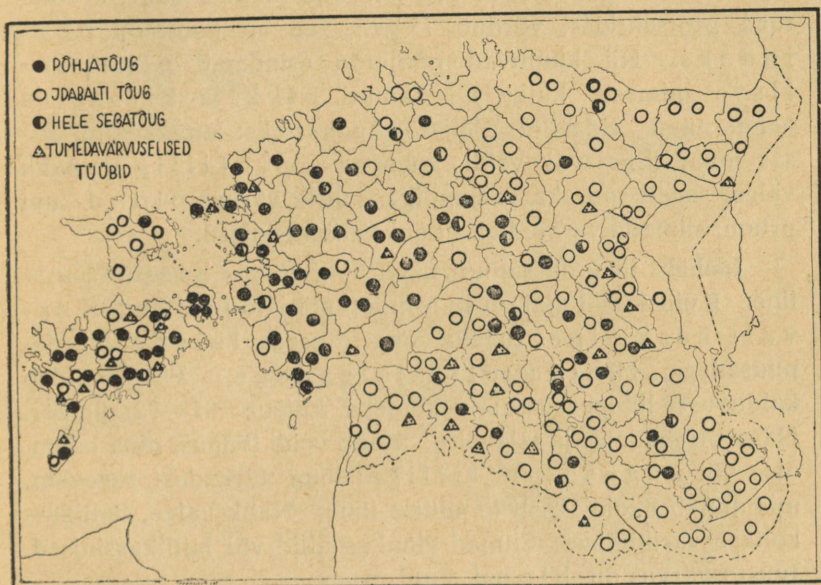 PÕHJATÕUG
IDABALTI TÕUG
HELE SEGATÕUG
TUMEDAVÄRVUSELISED
TÜÜBID